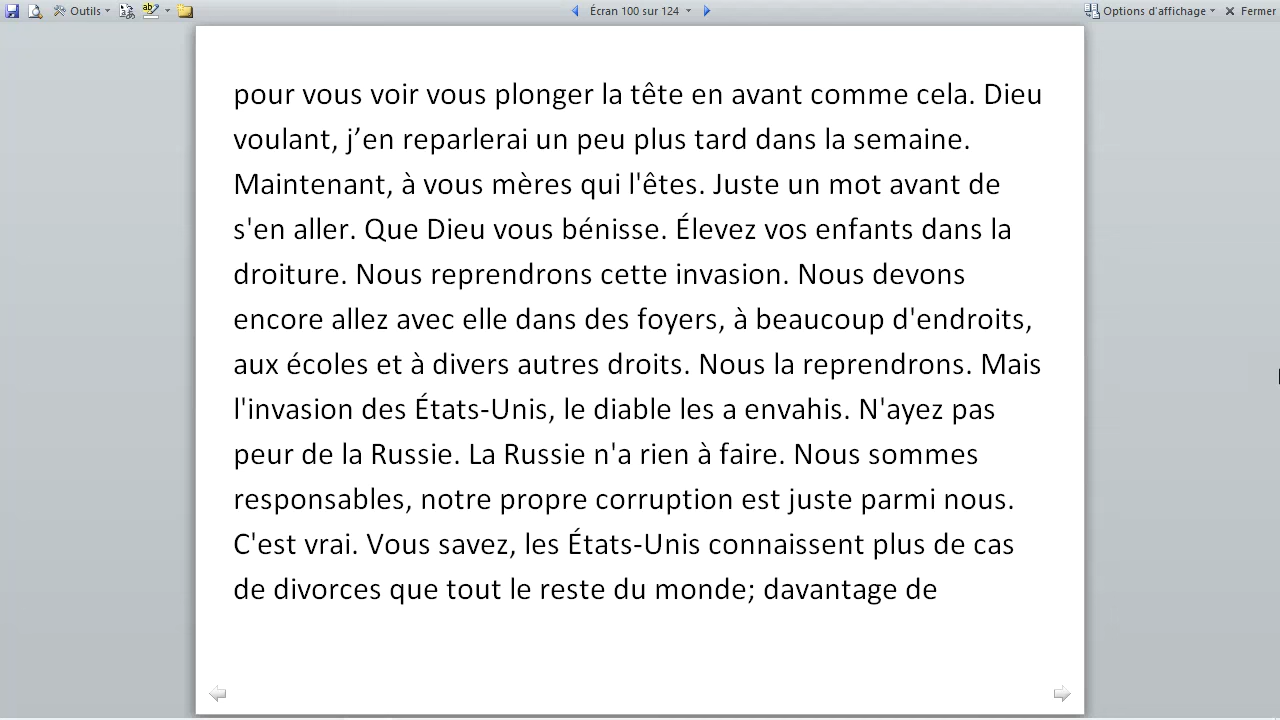 Outils
Écran 100 sur 124
Options d'affichage
Fermer
pour vous voir vous plonger la tête en avant comme cela. Dieu
voulant, j’en reparlerai un peu plus tard dans la semaine.
Maintenant, à vous mères qui l'êtes. Juste un mot avant de
s'en aller. Que Dieu vous bénisse. Élevez vos enfants dans la
droiture. Nous reprendrons cette invasion. Nous devons
encore allez avec elle dans des foyers, à beaucoup d'endroits,
aux écoles et à divers autres droits. Nous la reprendrons. Mais
l'invasion des États-Unis, le diable les a envahis. N'ayez pas
peur de la Russie. La Russie n'a rien à faire. Nous sommes
responsables, notre propre corruption est juste parmi nous.
C'est vrai. Vous savez, les États-Unis connaissent plus de cas
de divorces que tout le reste du monde; davantage de